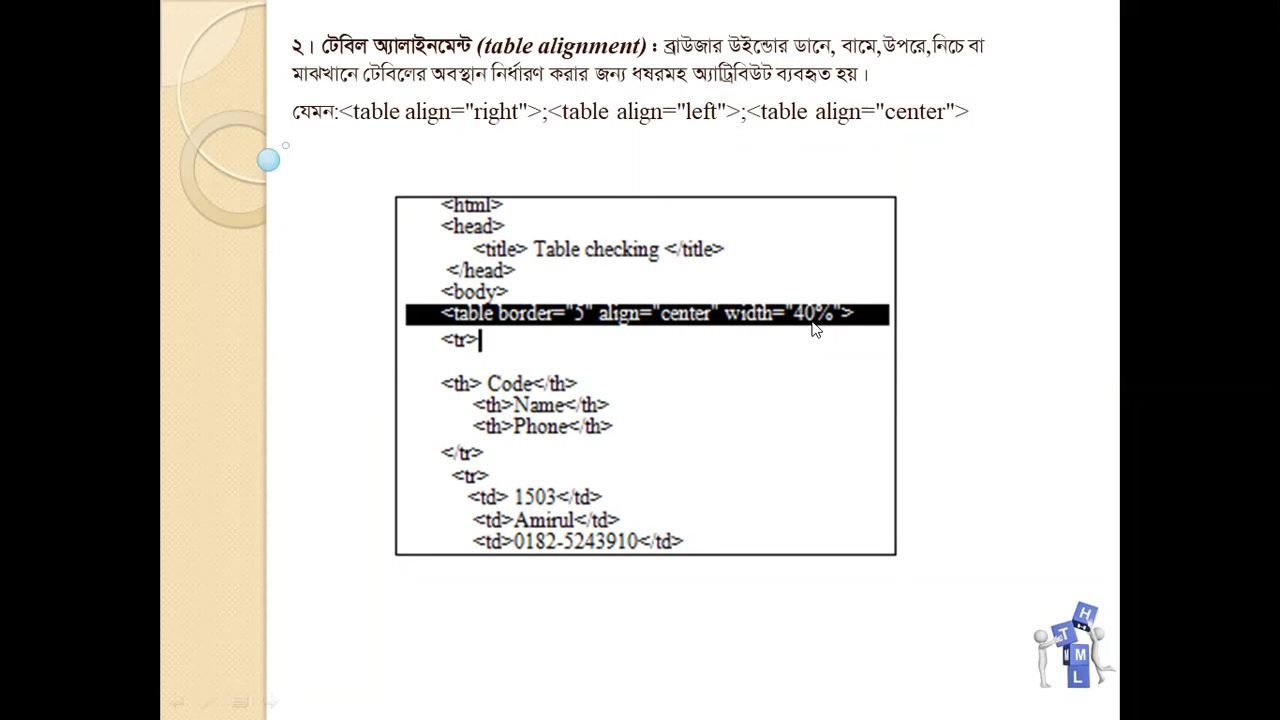 ২। টেবিল অ্যালাইনমেন্ট (table alignment) : ব্রাউজার উইন্ডোর ডানে, বামে,উপরে,নিচে বা
মাঝখানে টেবিলের অবস্থান নির্ধারণ করার জন্য ধষরমহ অ্যাট্রিবিউট ব্যবহৃত হয়।
যেমন:<table align="right">;<table align="left">;<table align="center">
<html>
<head>
<title> Table checking </title>
</head>
<body>
<table border="5" align="center" width="40%">
<tr>
<th> Code</th>
<th>Name</th>
<th>Phone</th>
</tr>
<tr>
<td> 1503</td>
<td>Amirul</td>
<td>0182-5243910</td>
H
T
M
L